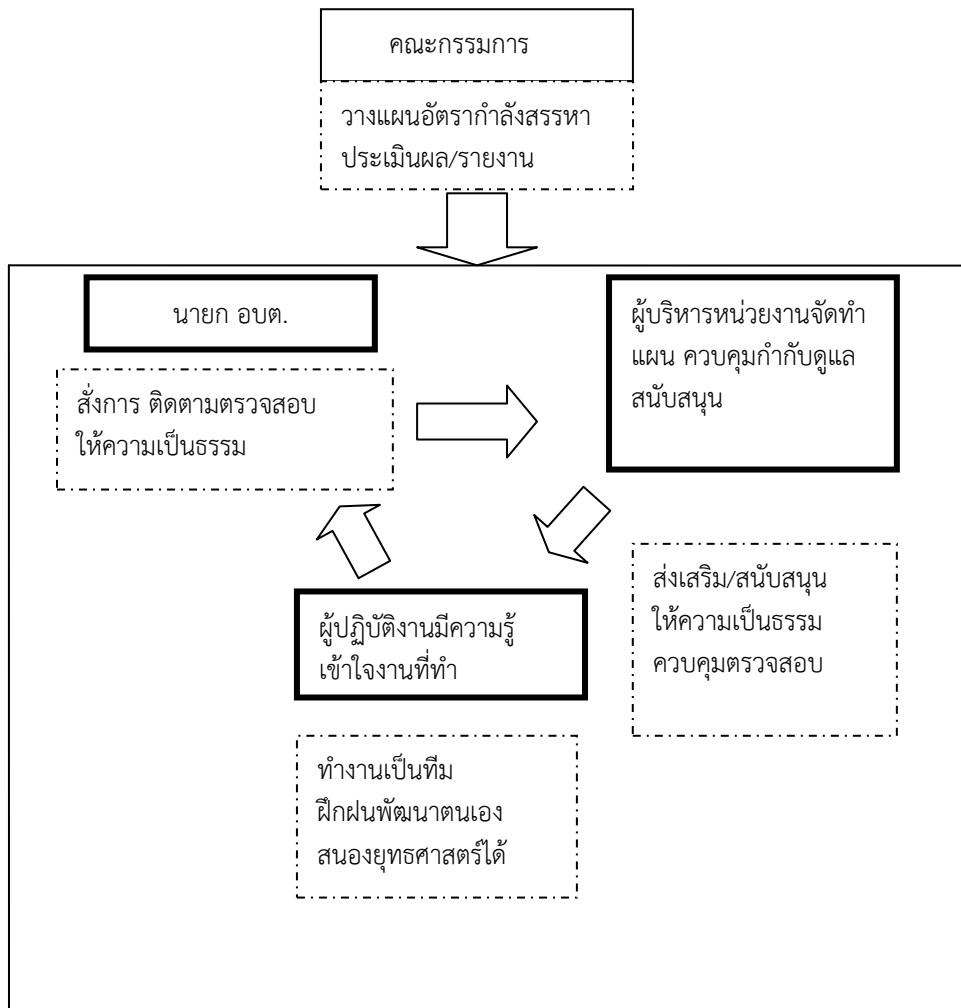 คณะกรรมการ
วางแผนอัตรากำลังสรรหา
ประเมินผล/รายงาน
นายก อบต.
สั่งการ ติดตามตรวจสอบ
ให้ความเป็นธรรม
ผู้บริหารหน่วยงานจัดทำ
แผน ควบคุมกำกับดูแล
สนับสนุน
ส่งเสริม/สนับสนุน
ให้ความเป็นธรรม
ควบคุมตรวจสอบ
ผู้ปฏิบัติงานมีความรู้
เข้าใจงานที่ทำ
ทำงานเป็นทีม
ฝึกฝนพัฒนาตนเอง
สนองยุทธศาสตร์ได้